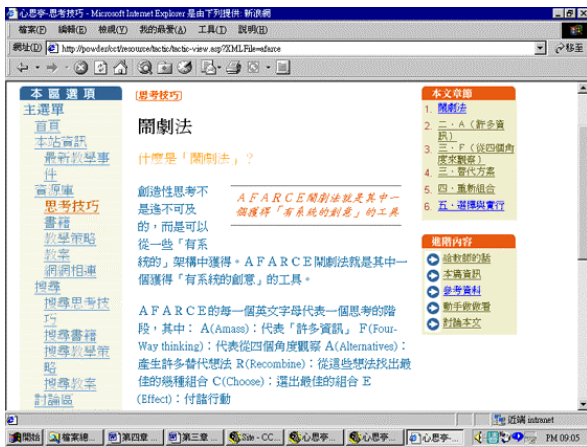 心思亭-思考技巧 - Microsoft Internet Explorer 是由下列提供: 新浪網
檔案(F) 編輯(E) 檢視(V) 我的最愛(A) 工具(T) 說明(H)
網址(D) http://powder/cct/resource/tactic/tactic-view.asp?XMLFile=afarce 移至
本區選項
主選單
首頁
本站資訊
最新教學事
件
資源庫
思考技巧
書籍
教學策略
教案
網網相連
搜尋
搜尋思考技
巧
搜尋書籍
搜尋教學策
略
搜尋教案
討論區
[思考技巧]
鬧劇法
什麼是「鬧劇法」?
創造性思考不
是遙不可及
的,而是可以
從一些「有系
統的」架構中獲得。AFARCE鬧劇法就是其中一
個獲得「有系統的創意」的工具。
AFARCE鬧劇法就是其中一
個獲得「有系統的創意」的工具
AFARCE的每一個英文字母代表一個思考的階
段,其中: A(Amass):代表「許多資訊」 F(Four-
Way thinking):代表從四個角度觀察 A(Alternatives):
產生許多替代想法 R(Recombine):從這些想法找出最
佳的幾種組合 C(Choose):選出最佳的組合 E
(Effect):付諸行動
本文章節
1. 鬧劇法
2. 二、A(許多資
訊)
3. 三、F(從四個角
度來觀察)
4. 三、替代方案
5. 四、重新組合
6. 五、選擇與實行
進階內容
給教師的話
本篇資訊
參考資料
動手做做看
討論本文
近端 intranet
開始 檔案總... 第四章 ... 第三章 ... Site - CC... 心思亭... 心思亭... 心思亭... PM 09:05